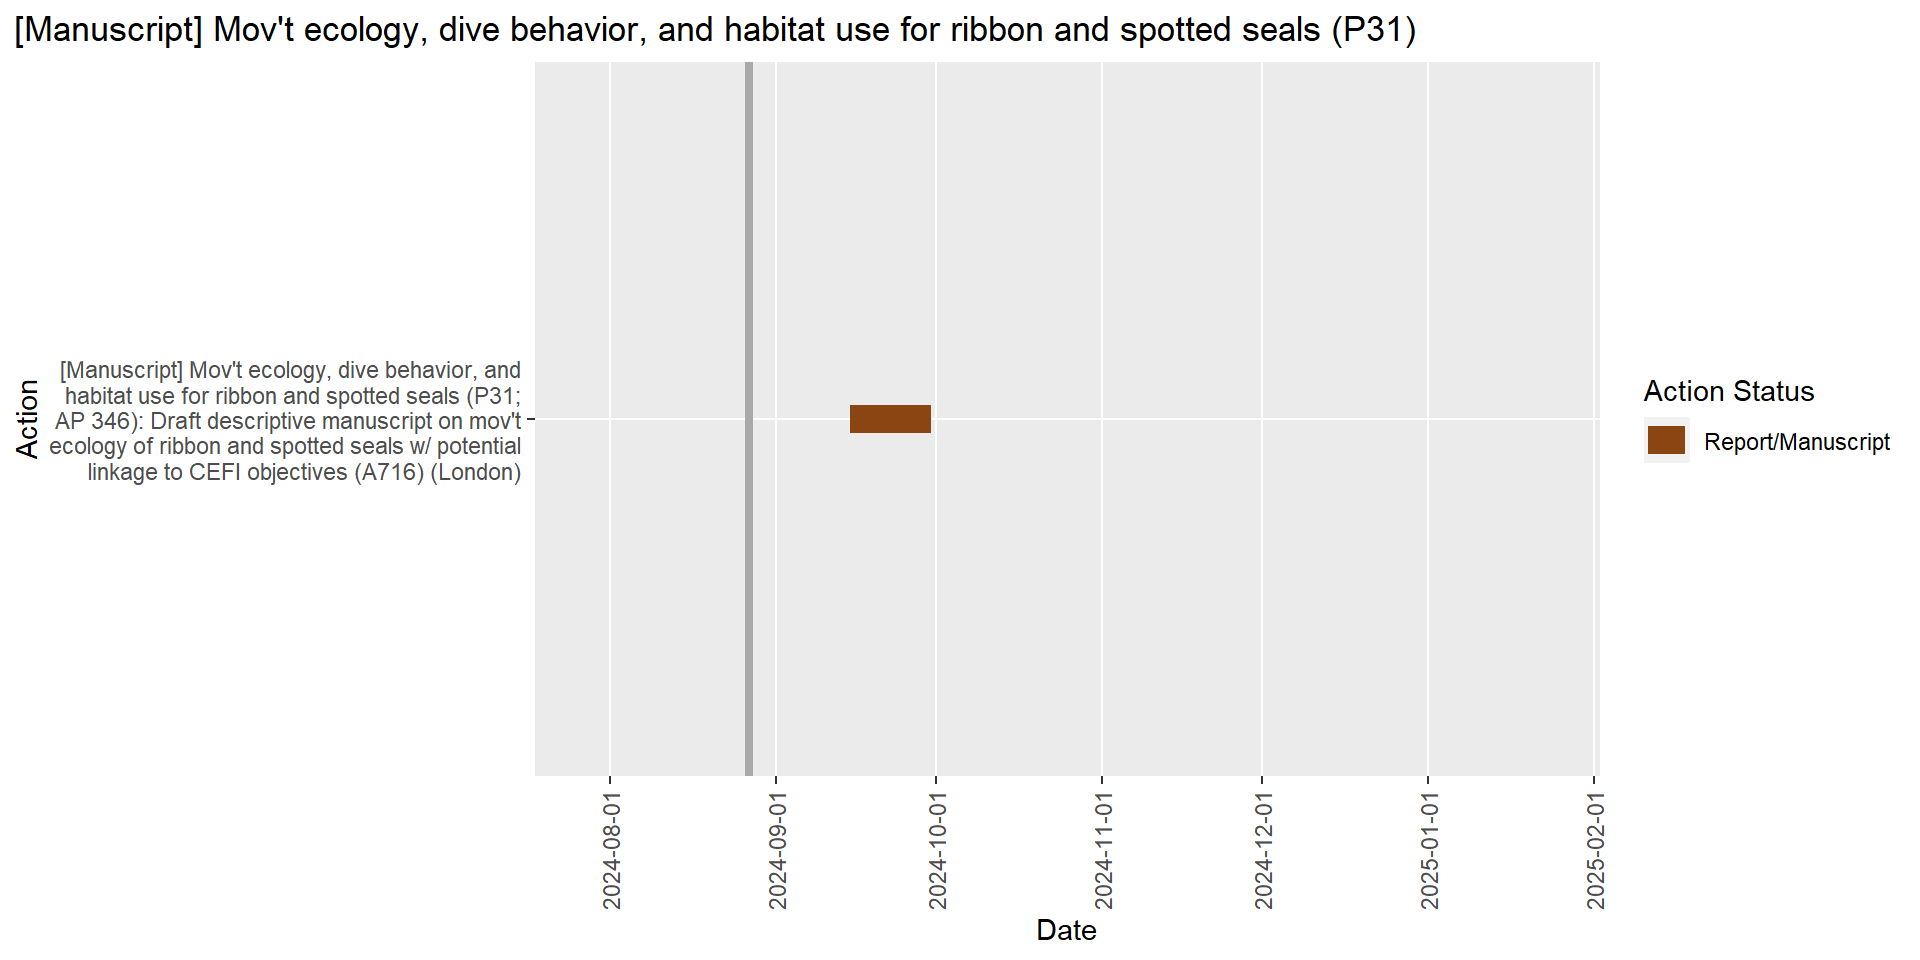 [Manuscript] Mov't ecology, dive behavior, and habitat use for ribbon and spotted seals (P31)
Action
[Manuscript] Mov't ecology, dive behavior, and
habitat use for ribbon and spotted seals (P31;
AP 346): Draft descriptive manuscript on mov't
ecology of ribbon and spotted seals w/ potential
linkage to CEFI objectives (A716) (London)
Action Status
Report/Manuscript
2024-08-01
2024-09-01
2024-10-01
2024-11-01
2024-12-01
2025-01-01
2025-02-01
Date